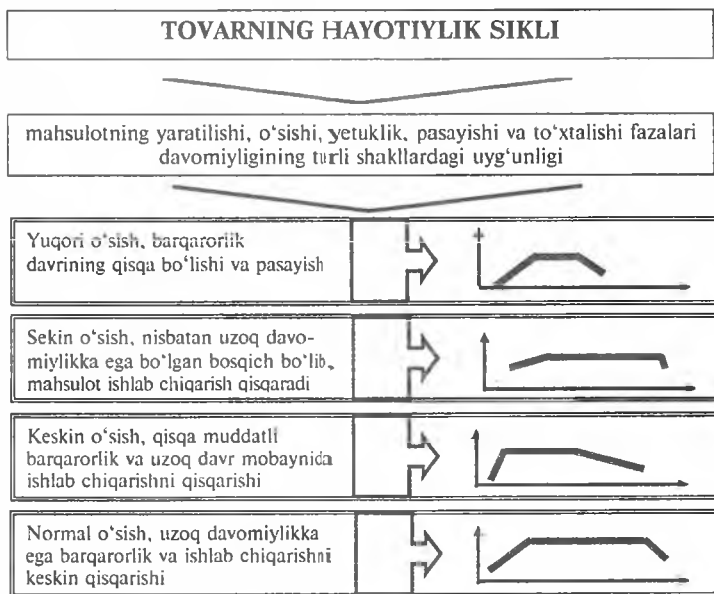 TOVARNING HAYOTIYLIK SIKLI
mahsulotning yaratilishi, o‘sishi, yetuklik, pasayishi va to‘xtalishi fazalari
davomiyligining turli shakllardagi uyg‘unligi
Yuqori o‘sish, barqarorlik
davrining qisqa bo‘lishi va pasayish
Sekin o‘sish, nisbatan uzoq davo-
miylikka ega bo‘lgan bosqich bo‘lib,
mahsulot ishlab chiqarish qisqaradi
Keskin o‘sish, qisqa muddatli
barqarorlik va uzoq davr mobaynida
ishlab chiqarishni qisqarishi
Normal o‘sish, uzoq davomiylikka
ega barqarorlik va ishlab chiqarishni
keskin qisqarishi